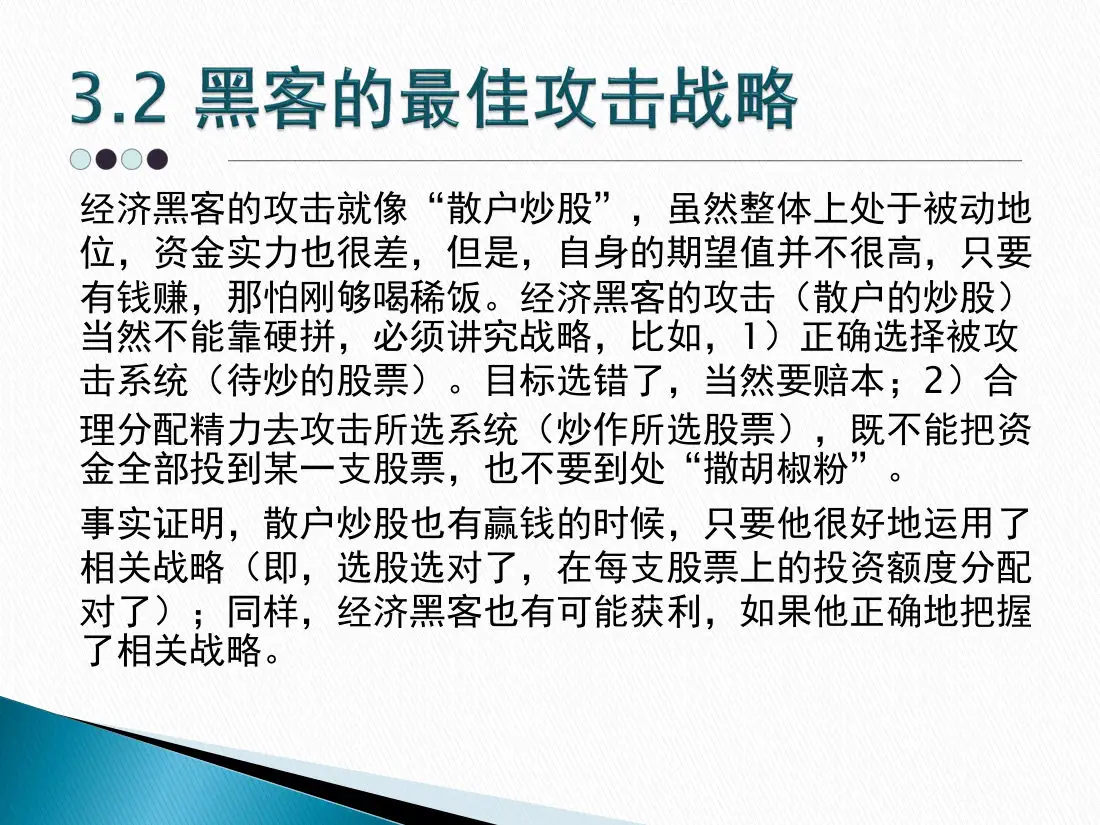 3.2 黑客的最佳攻击战略
经济黑客的攻击就像“散户炒股”，虽然整体上处于被动地
位，资金实力也很差，但是，自身的期望值并不很高，只要
有钱赚，那怕刚够喝稀饭。经济黑客的攻击（散户的炒股）
当然不能靠硬拼，必须讲究战略，比如，1）正确选择被攻
击系统（待炒的股票）。目标选错了，当然要赔本；2）合
理分配精力去攻击所选系统（炒作所选股票），既不能把资
金全部投到某一支股票，也不要到处“撒胡椒粉”。
事实证明，散户炒股也有赢钱的时候，只要他很好地运用了
相关战略（即，选股选对了，在每支股票上的投资额度分配
对了）；同样，经济黑客也有可能获利，如果他正确地把握
了相关战略。